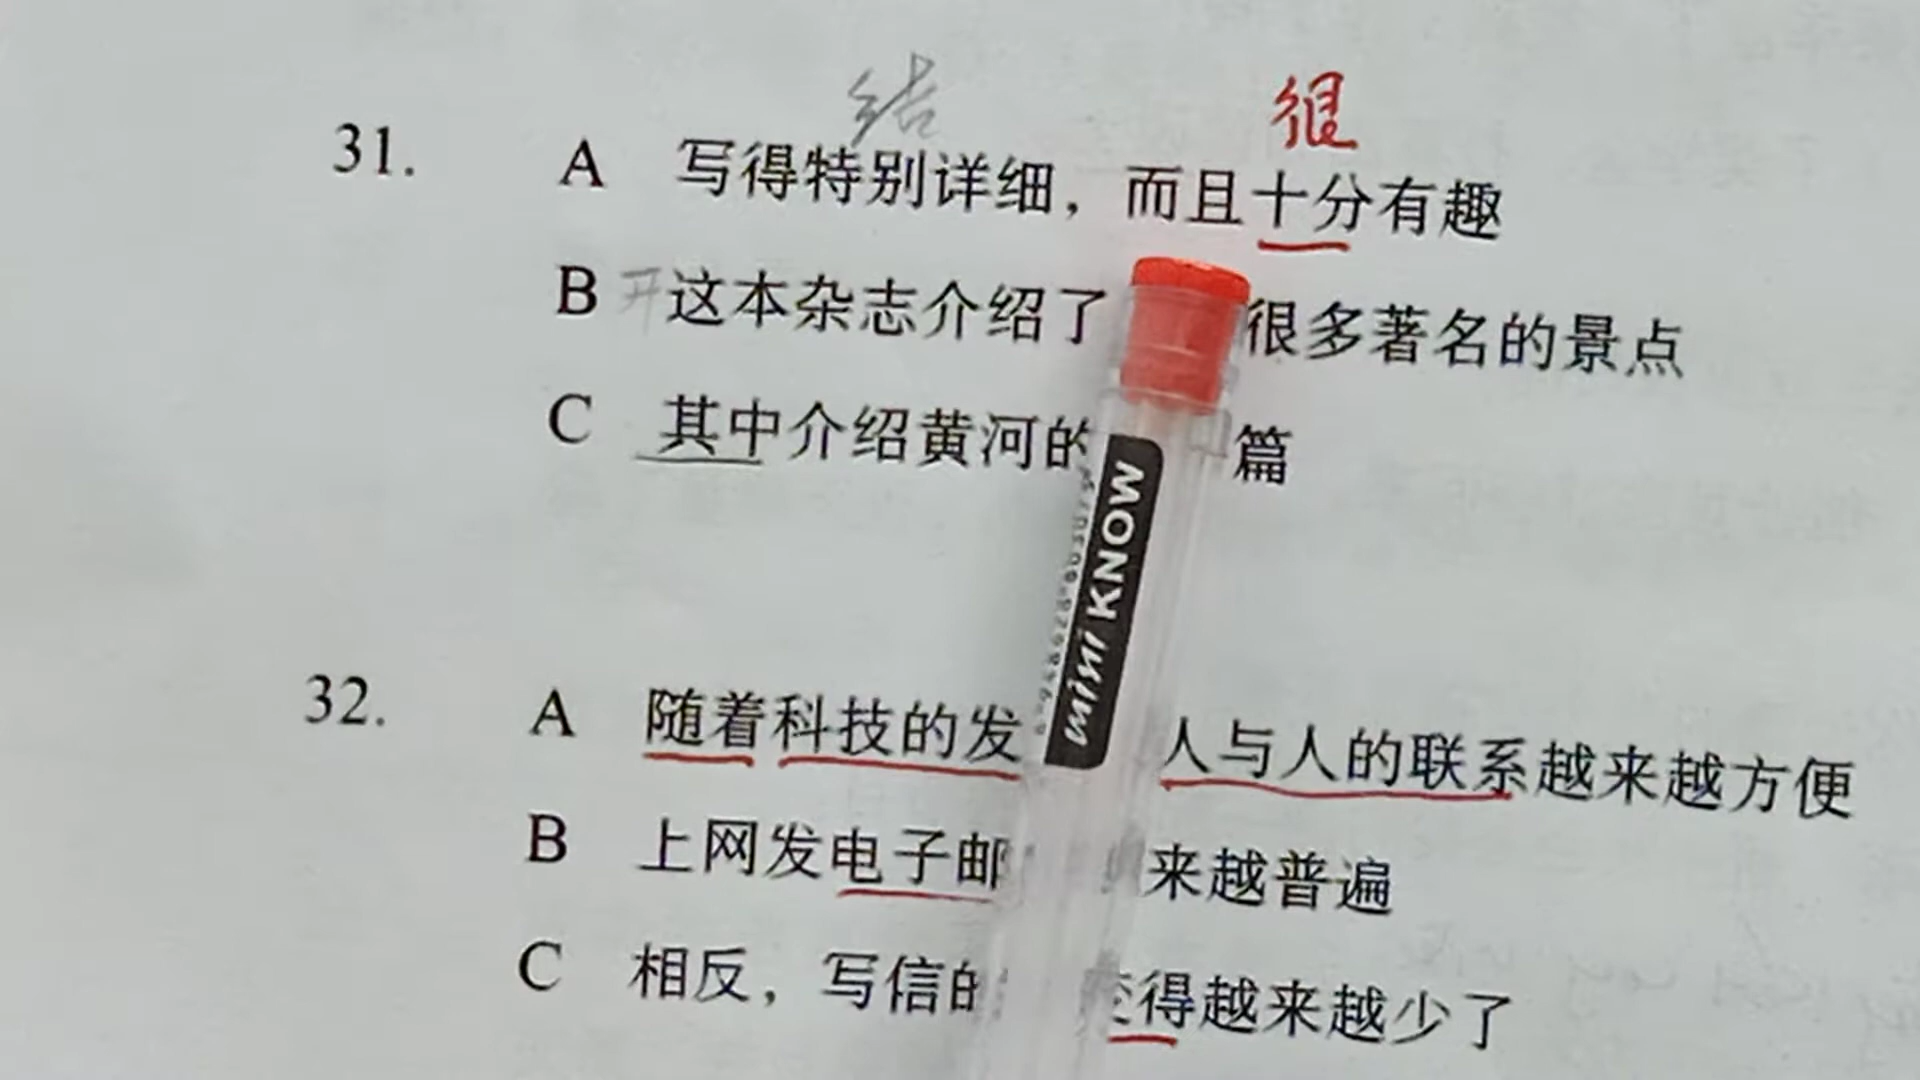 结 很
31. A 写得特别详细，而且十分有趣
B 开 这本杂志介绍了 很多著名的景点
C 其中介绍黄河的 篇
mini KNOW
32. A 随着科技的发 人与人的联系越来越方便
B 上网发电子邮 来越普遍
C 相反，写信的 变得越来越少了